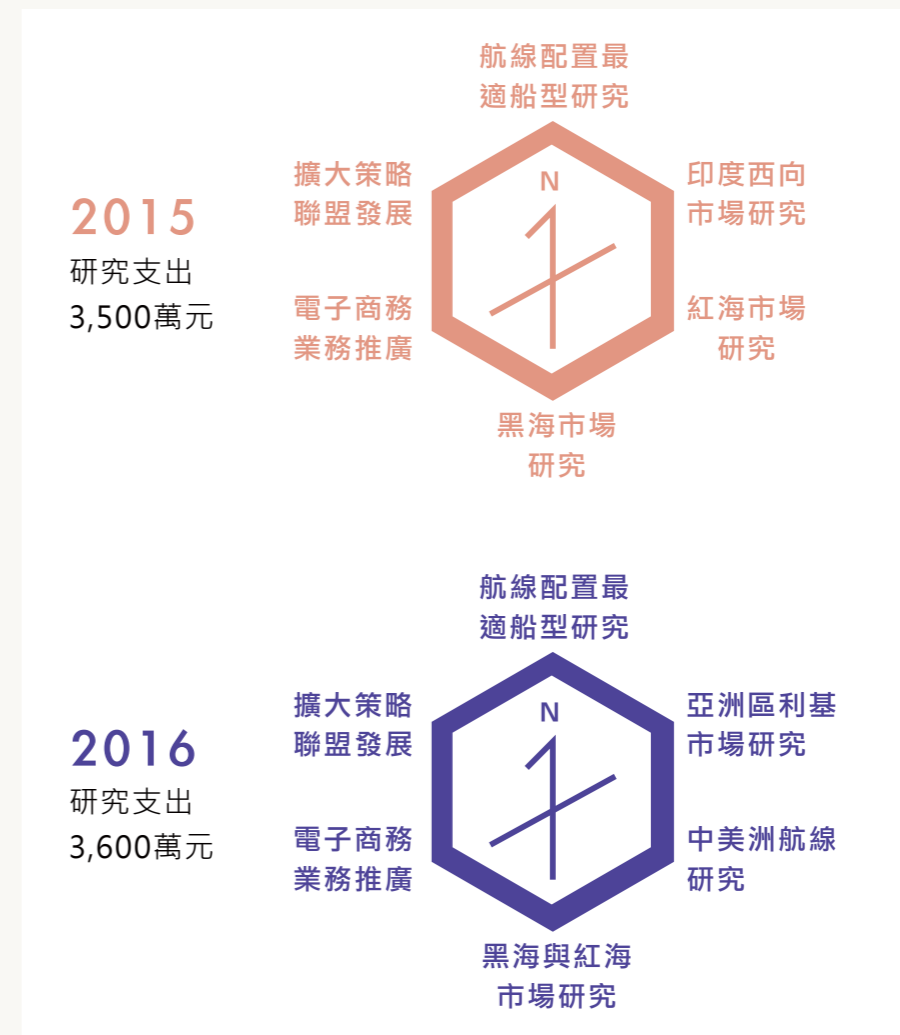 2015
研究支出
3,500萬元
航線配置最
適船型研究
擴大策略
聯盟發展
N
印度西向
市場研究
電子商務
業務推廣
紅海市場
研究
黑海市場
研究
2016
研究支出
3,600萬元
航線配置最
適船型研究
擴大策略
聯盟發展
N
亞洲區利基
市場研究
電子商務
業務推廣
中美洲航線
研究
黑海與紅海
市場研究